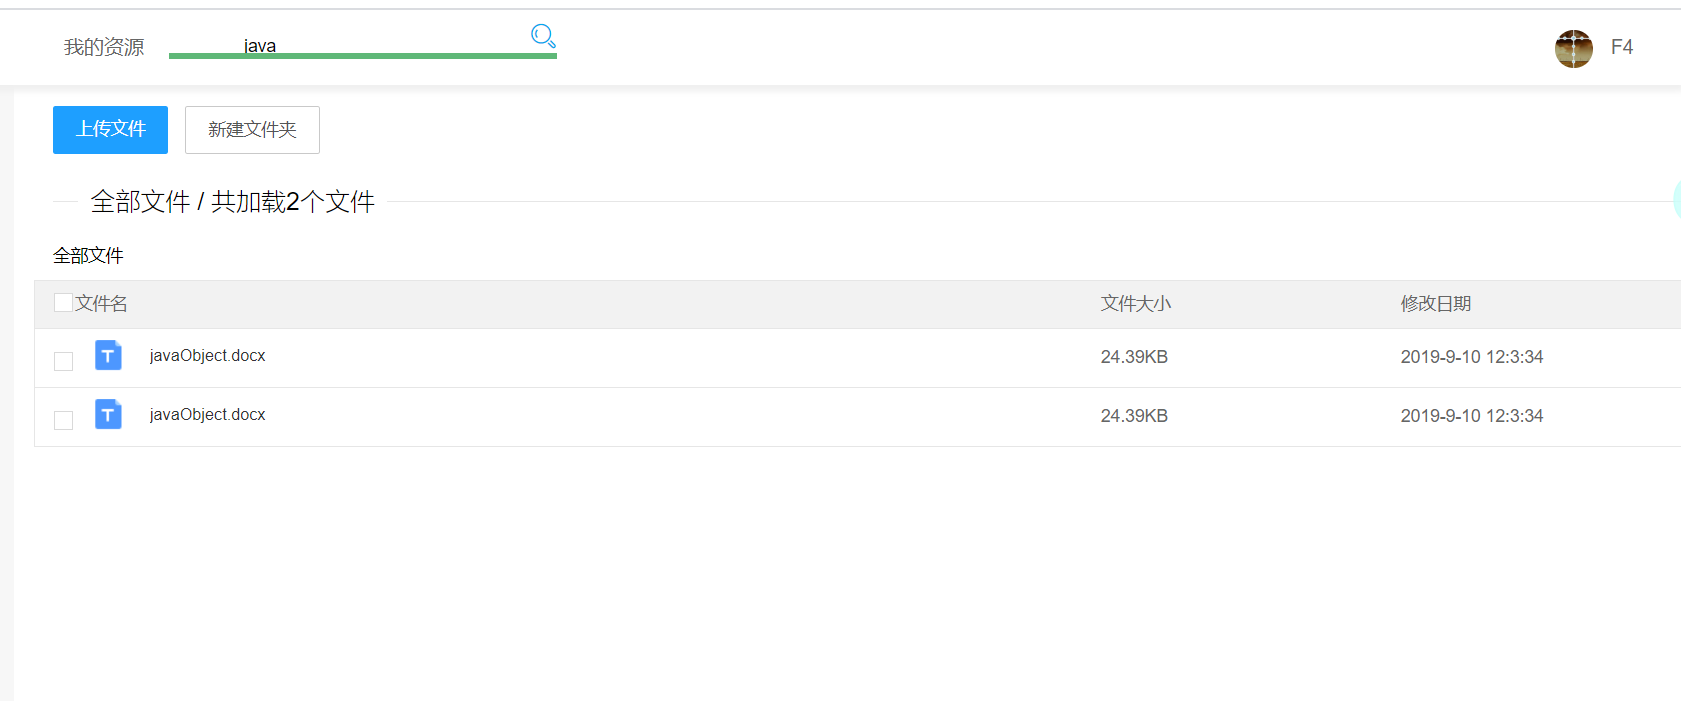 我的资源 java F4
上传文件 新建文件夹
全部文件 / 共加载2个文件
全部文件
文件名 文件大小 修改日期
T javaObject.docx 24.39KB 2019-9-10 12:3:34
T javaObject.docx 24.39KB 2019-9-10 12:3:34